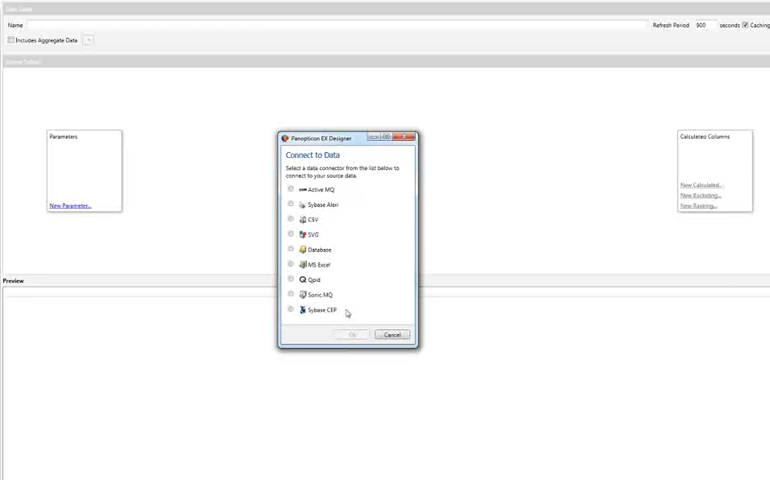 Name
Refresh Period 900 seconds Caching
Includes Aggregate Data
Parameters
New Parameter...
Panopticon EX Designer
Connect to Data
Select a data connector from the list below to
connect to your source data.
Active MQ
Sybase Aleri
CSV
SVG
Database
MS Excel
Qpid
Sonic MQ
Sybase CEP
Ok
Cancel
Calculated Columns
New Calculated...
New Bucketing...
New Ranking...
Preview